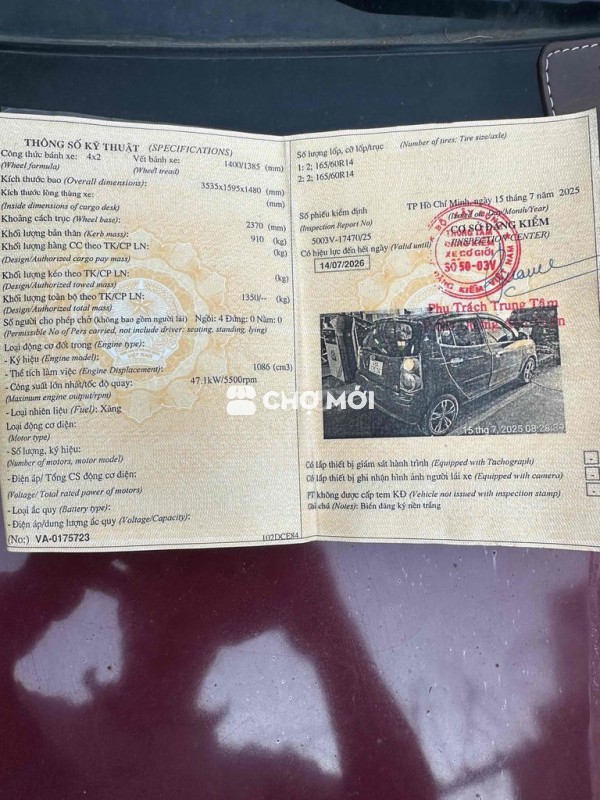 THÔNG SỐ KỸ THUẬT (SPECIFICATIONS)
Công thức bánh xe: 4x2 Vết bánh xe: 1400/1385 (mm)
(Wheel formula) (Wheel tread)
Kích thước bao (Overall dimensions): 3535x1595x1480 (mm)
Kích thước lòng thùng xe: (mm)
(Inside dimensions of cargo desk)
Khoảng cách trục (Wheel base): 2370 (mm)
Khối lượng bản thân (Kerb mass): 910 (kg)
Khối lượng hàng CC theo TK/CP LN: (kg)
(Design/Authorized cargo pay mass)
Khối lượng kéo theo TK/CP LN: (kg)
(Design/Authorized towed mass)
Khối lượng toàn bộ theo TK/CP LN: 1350/-- (kg)
(Design/Authorized total mass)
Số người cho phép chở (không bao gồm người lái) Ngồi: 4 Đứng: 0 Nằm: 0
(Permissible No of Pers carried, not include driver: seating, standing, lying)
Loại động cơ đốt trong (Engine type):
- Ký hiệu (Engine model):
- Thể tích làm việc (Engine Displacement): 1086 (cm3)
- Công suất lớn nhất/tốc độ quay: 47.1kW/5500rpm
(Maximum engine output/rpm)
- Loại nhiên liệu (Fuel): Xăng
Loại động cơ điện:
(Motor type)
- Số lượng, ký hiệu:
(Number of motors, motor model)
- Điện áp/ Tổng CS động cơ điện:
(Voltage/ Total rated power of motors)
- Loại ắc quy (Battery type):
- Điện áp/dung lượng ắc quy (Voltage/Capacity):
(No:) VA-0175723 102DCE84
Số lượng lốp, cỡ lốp/trục (Number of tires; Tire size/axle)
1: 2; 165/60R14
2: 2; 165/60R14
TP Hồ Chí Minh, ngày 15 tháng 7 năm 2025
Số phiếu kiểm định
(Inspection Report No)
5003V-17470/25
CƠ SỞ ĐĂNG KIỂM
(INSPECTION CENTER)
Có hiệu lực đến hết ngày (Valid until)
14/07/2026
XE CƠ GIỚI
SỐ 50-03V
Phụ Trách Trung Tâm
15 thg 7, 2025
CHỢ MỚI
Có lắp thiết bị giám sát hành trình (Equipped with Tachograph) -
Có lắp thiết bị ghi nhận hình ảnh người lái xe (Equipped with camera) -
PT không được cấp tem KĐ (Vehicle not issued with inspection stamp) -
Ghi chú (Notes): Biển đăng ký nền trắng